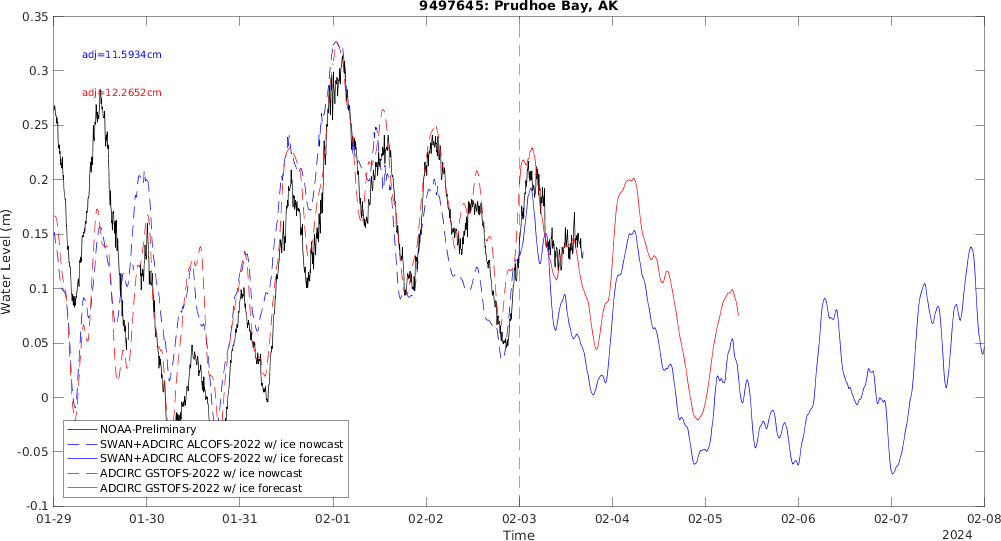 9497645: Prudhoe Bay, AK
adj=11.5934cm
adj=12.2652cm
0.35
0.3
0.25
0.2
0.15
0.1
0.05
0
-0.05
-0.1
Water Level (m)
NOAA-Preliminary
SWAN+ADCIRC ALCOFS-2022 w/ ice nowcast
SWAN+ADCIRC ALCOFS-2022 w/ ice forecast
ADCIRC GSTOFS-2022 w/ ice nowcast
ADCIRC GSTOFS-2022 w/ ice forecast
01-29 01-30 01-31 02-01 02-02 02-03 02-04 02-05 02-06 02-07 02-08
Time
2024